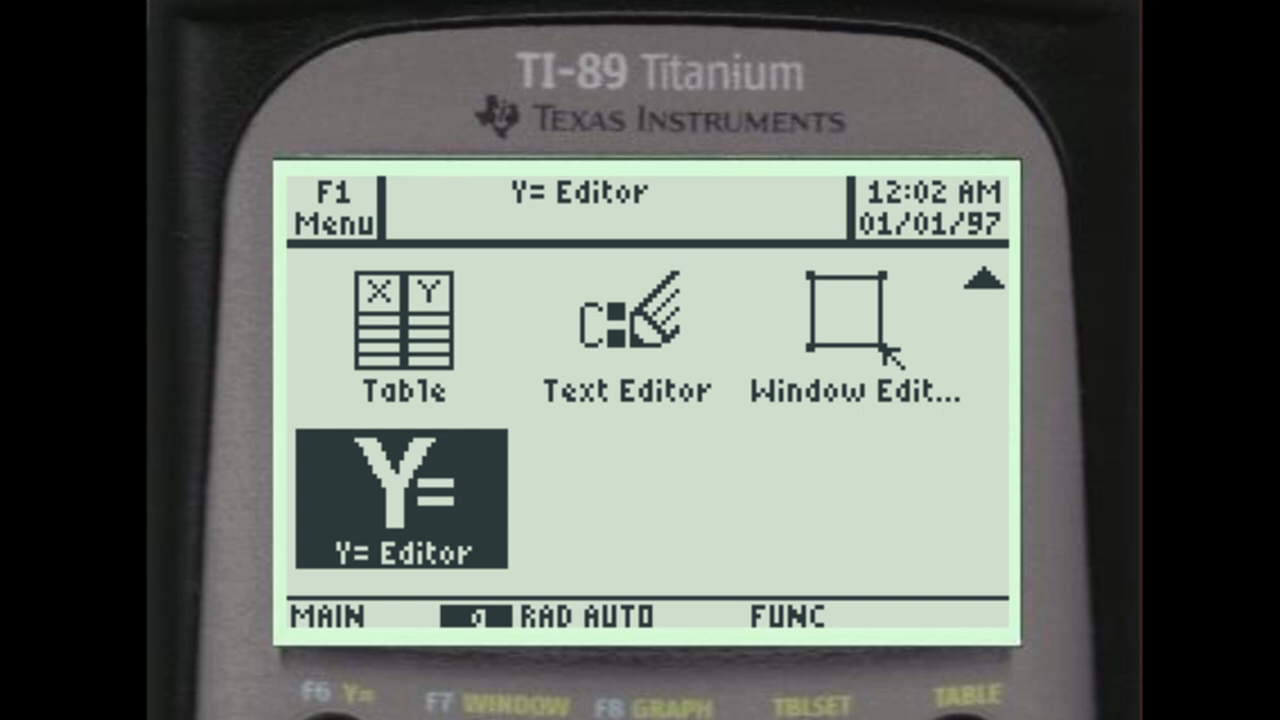 TI-89 Titanium
TEXAS INSTRUMENTS
F1 Menu
Y= Editor
12:02 AM
01/01/97
X Y
Table
Text Editor
Window Edit...
Y=
Y= Editor
MAIN
RAD AUTO
FUNC
F6 Y=
F7 WINDOW
F8 GRAPH
TBLSET
TABLE